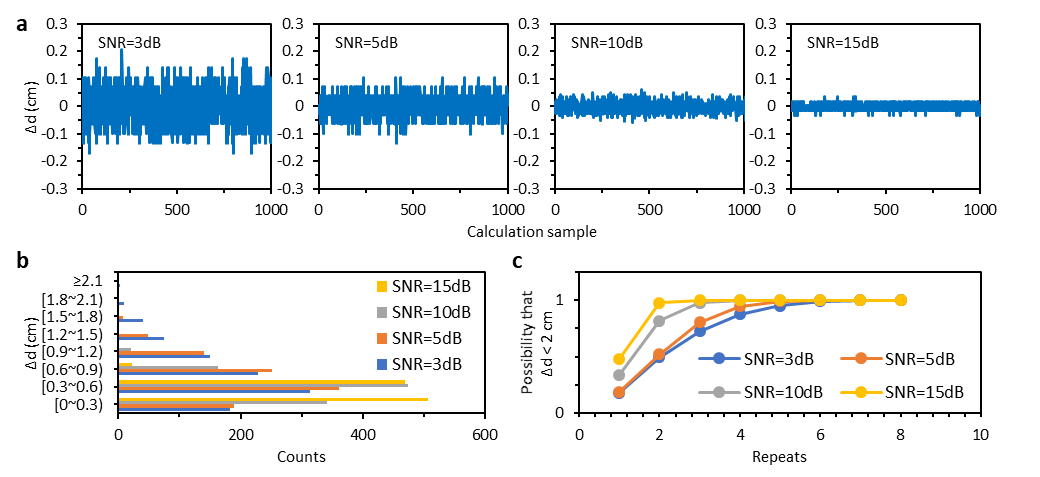 a
SNR=3dB
SNR=5dB
SNR=10dB
SNR=15dB
0.3
0.2
0.1
0
-0.1
-0.2
-0.3
0.3
0.2
0.1
0
-0.1
-0.2
-0.3
0.3
0.2
0.1
0
-0.1
-0.2
-0.3
0.3
0.2
0.1
0
-0.1
-0.2
-0.3
Δd (cm)
0 500 1000
0 500 1000
0 500 1000
0 500 1000
Calculation sample
b
Δd (cm)
≥2.1
[1.8~2.1)
[1.5~1.8)
[1.2~1.5)
[0.9~1.2)
[0.6~0.9)
[0.3~0.6)
[0~0.3)
SNR=15dB
SNR=10dB
SNR=5dB
SNR=3dB
0 200 400 600
Counts
c
Possibility that
Δd < 2 cm
1
0
SNR=3dB SNR=5dB
SNR=10dB SNR=15dB
0 2 4 6 8 10
Repeats